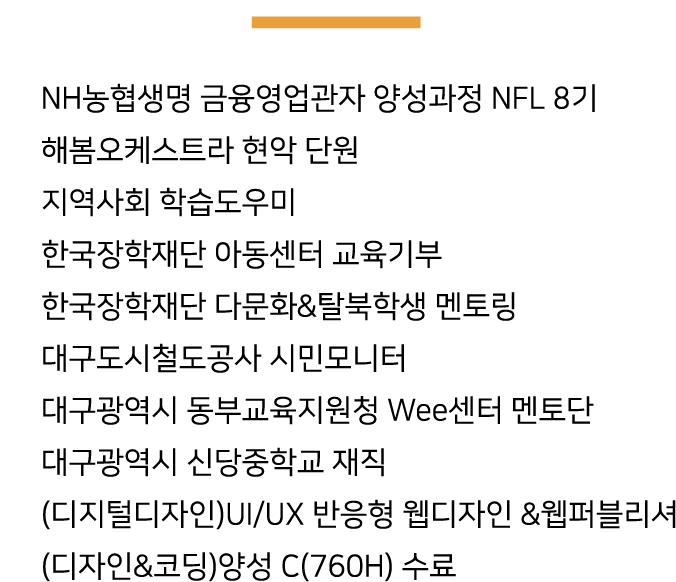 NH농협생명 금융영업관자 양성과정 NFL 8기
해봄오케스트라 현악 단원
지역사회 학습도우미
한국장학재단 아동센터 교육기부
한국장학재단 다문화&탈북학생 멘토링
대구도시철도공사 시민모니터
대구광역시 동부교육지원청 Wee센터 멘토단
대구광역시 신당중학교 재직
(디지털디자인)UI/UX 반응형 웹디자인 &웹퍼블리셔
(디자인&코딩)양성 C(760H) 수료